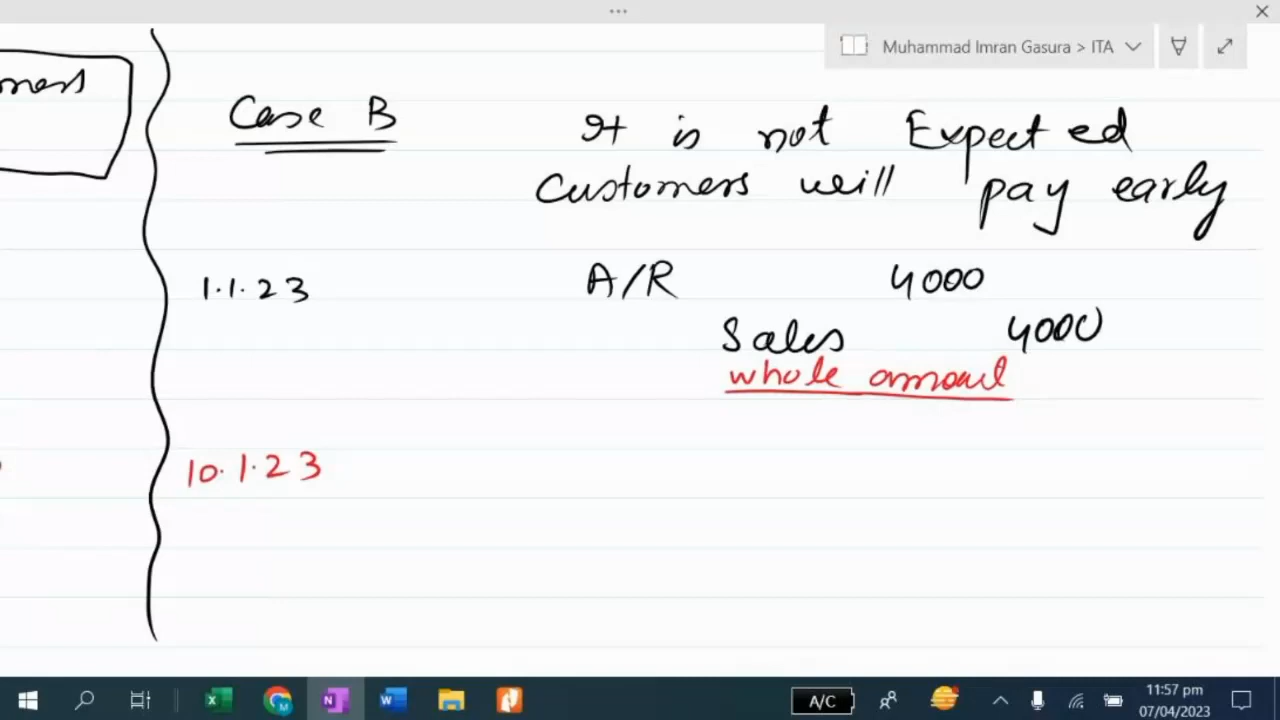 Muhammad Imran Gasura > ITA
Case B
It is not Expected
customers will pay early
1.1.23 A/R 4000
Sales 4000
whole amount
10.1.23
A/C
11:57 pm
07/04/2023